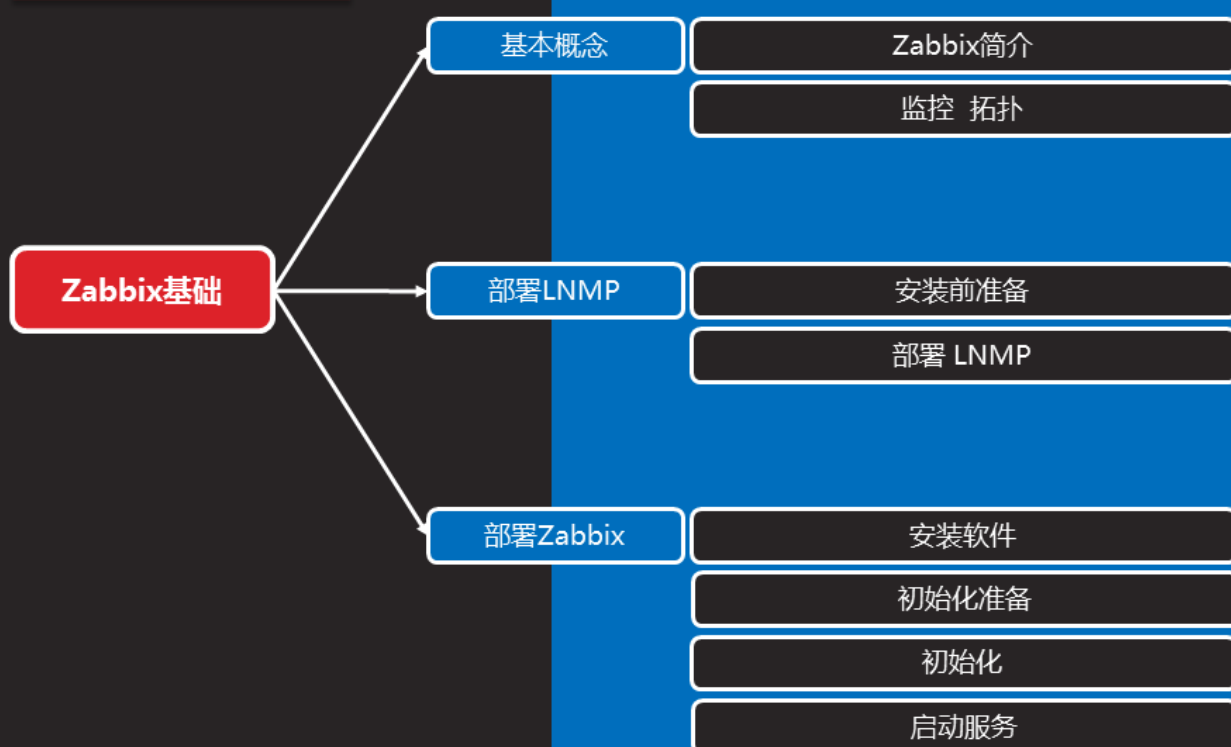 Zabbix基础
基本概念
Zabbix简介
监控 拓扑
部署LNMP
安装前准备
部署 LNMP
部署Zabbix
安装软件
初始化准备
初始化
启动服务